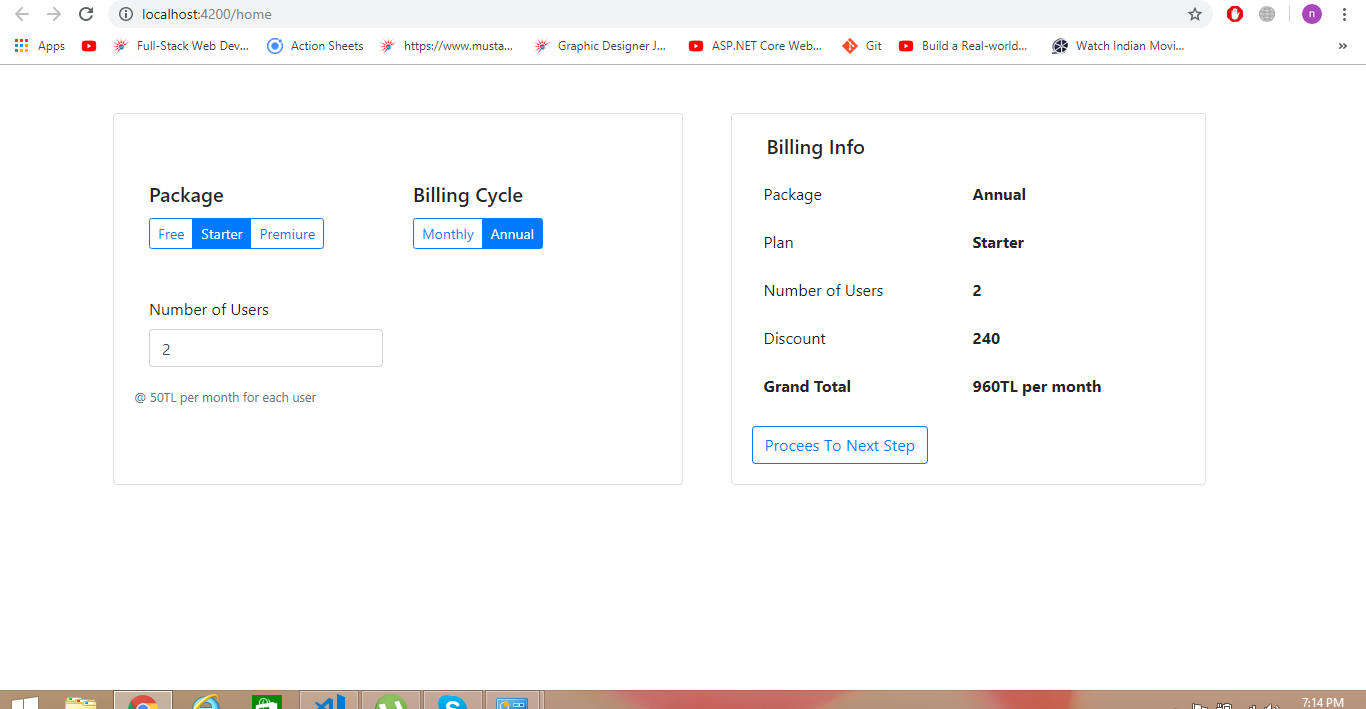 localhost:4200/home
n
Apps Full-Stack Web Dev... Action Sheets https://www.musta... Graphic Designer J... ASP.NET Core Web... Git Build a Real-world... Watch Indian Movi... »
Package Billing Cycle
Free Starter Premiure Monthly Annual
Number of Users
2
@ 50TL per month for each user
Billing Info
Package Annual
Plan Starter
Number of Users 2
Discount 240
Grand Total 960TL per month
Procees To Next Step
7:14 PM